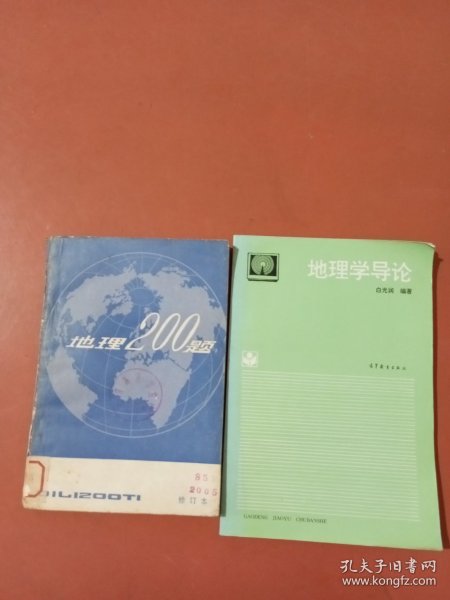 地理200题
85
2005
修订本
DILI200TI
地理学导论
白光润 编著
高等教育出版社
GAODENG JIAOYU CHUBANSHE
孔夫子旧书网
www.kongfz.com